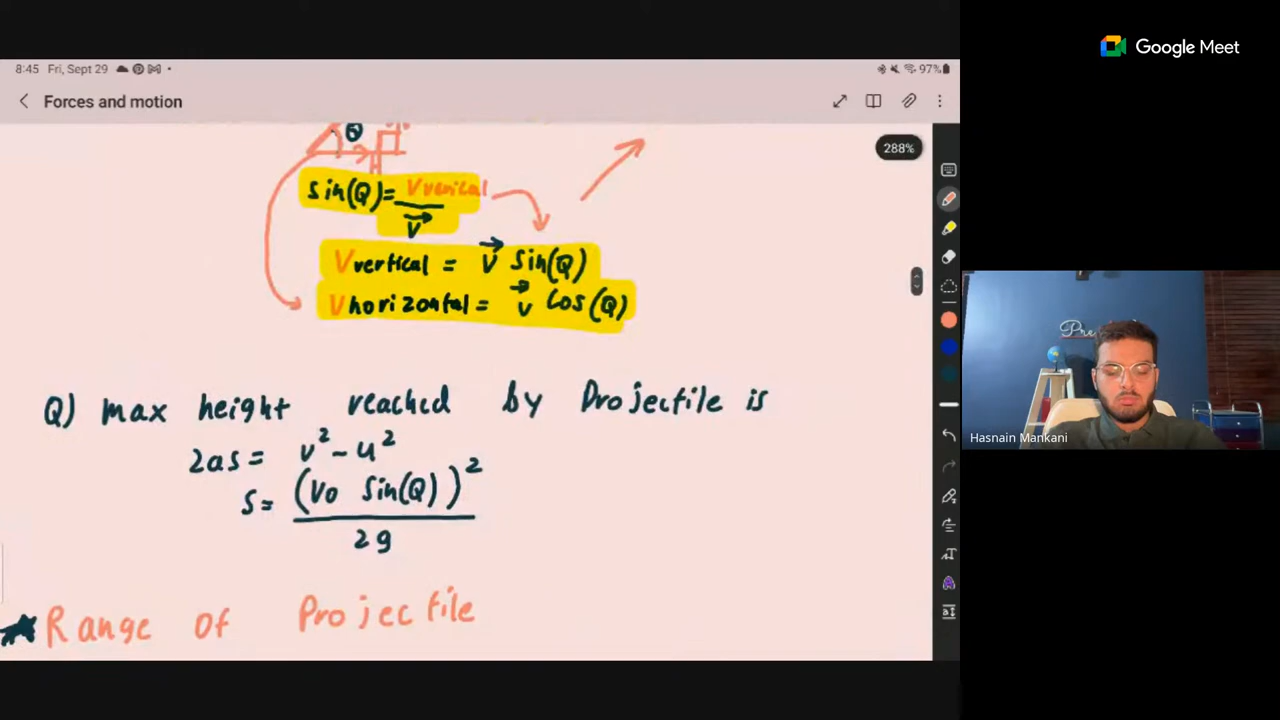 Google Meet
8:45 Fri, Sept 29
97%
Forces and motion
288%
θ
Sin(Q)= Vverical
V
Vvertical = V Sin(Q)
Vhorizontal = V Cos(Q)
Q) max height reached by Projectile is
2as = v² - u²
S = (Vo Sin(Q))²
2g
Range of Projectile
Hasnain Mankani